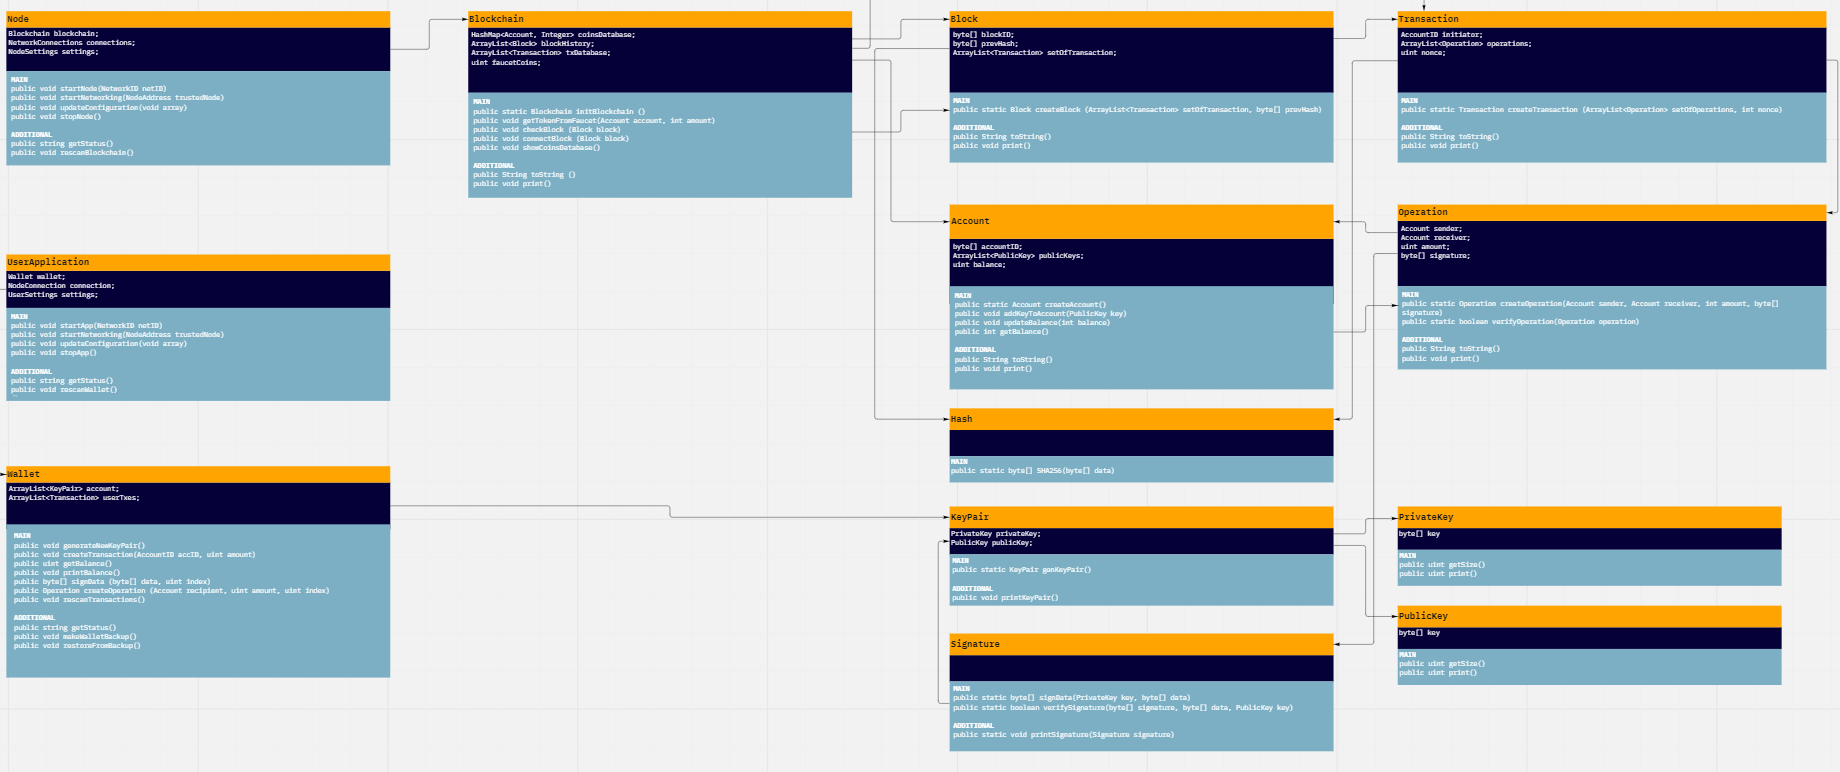 Node
Blockchain blockchain;
NetworkConnections connections;
NodeSettings settings;
MAIN
public void startNode(NetworkID netID)
public void startNetworking(NodeAddress trustedNode)
public void updateConfiguration(void array)
public void stopNode()
ADDITIONAL
public string getStatus()
public void rescanBlockchain()
Blockchain
HashMap<Account, Integer> coinsDatabase;
ArrayList<Block> blockHistory;
ArrayList<Transaction> txDatabase;
uint faucetCoins;
MAIN
public static Blockchain initBlockchain ()
public void getTokenFromFaucet(Account account, int amount)
public void checkBlock (Block block)
public void connectBlock (Block block)
public void showCoinsDatabase()
ADDITIONAL
public String toString ()
public void print()
Block
byte[] blockID;
byte[] prevHash;
ArrayList<Transaction> setOfTransaction;
MAIN
public static Block createBlock (ArrayList<Transaction> setOfTransaction, byte[] prevHash)
ADDITIONAL
public String toString()
public void print()
Transaction
AccountID initiator;
ArrayList<Operation> operations;
uint nonce;
MAIN
public static Transaction createTransaction (ArrayList<Operation> setOfOperations, int nonce)
ADDITIONAL
public String toString()
public void print()
Account
byte[] accountID;
ArrayList<PublicKey> publicKeys;
uint balance;
MAIN
public static Account createAccount()
public void addKeyToAccount(PublicKey key)
public void updateBalance(int balance)
public int getBalance()
ADDITIONAL
public String toString()
public void print()
Operation
Account sender;
Account receiver;
uint amount;
byte[] signature;
MAIN
public static Operation createOperation(Account sender, Account receiver, int amount, byte[]
signature)
public static boolean verifyOperation(Operation operation)
ADDITIONAL
public String toString()
public void print()
UserApplication
Wallet wallet;
NodeConnection connection;
UserSettings settings;
MAIN
public void startApp(NetworkID netID)
public void startNetworking(NodeAddress trustedNode)
public void updateConfiguration(void array)
public void stopApp()
ADDITIONAL
public string getStatus()
public void rescanWallet()
Hash
MAIN
public static byte[] SHA256(byte[] data)
Wallet
ArrayList<KeyPair> account;
ArrayList<Transaction> userTxes;
MAIN
public void generateNewKeyPair()
public void createTransaction(AccountID accID, uint amount)
public uint getBalance()
public void printBalance()
public byte[] signData (byte[] data, uint index)
public Operation createOperation (Account recipient, uint amount, uint index)
public void rescanTransactions()
ADDITIONAL
public string getStatus()
public void makeWalletBackup()
public void restoreFromBackup()
KeyPair
PrivateKey privateKey;
PublicKey publicKey;
MAIN
public static KeyPair genKeyPair()
ADDITIONAL
public void printKeyPair()
PrivateKey
byte[] key
MAIN
public uint getSize()
public uint print()
PublicKey
byte[] key
MAIN
public uint getSize()
public uint print()
Signature
MAIN
public static byte[] signData(PrivateKey key, byte[] data)
public static boolean verifySignature(byte[] signature, byte[] data, PublicKey key)
ADDITIONAL
public static void printSignature(Signature signature)